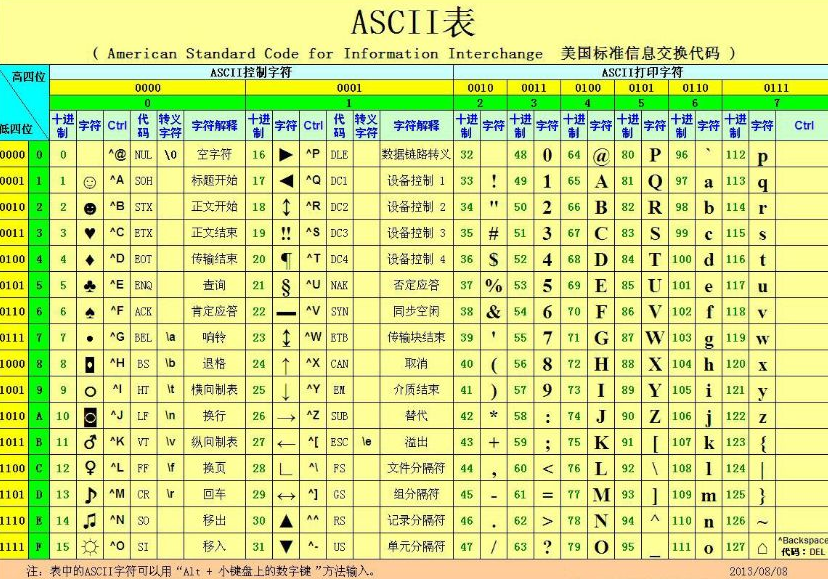 ASCII表
( American Standard Code for Information Interchange 美国标准信息交换代码 )
高四位 ASCII控制字符 ASCII打印字符
0000 0001 0010 0011 0100 0101 0110 0111
0 1 2 3 4 5 6 7
低四位 十进制 字符 Ctrl 代码 转义字符 字符解释 十进制 字符 Ctrl 代码 转义字符 字符解释 十进制 字符 十进制 字符 十进制 字符 十进制 字符 十进制 字符 十进制 字符 Ctrl
0000 0 0 ^@ NUL \0 空字符 16 ► ^P DLE 数据链路转义 32 48 0 64 @ 80 P 96 ` 112 p
0001 1 1 ☺ ^A SOH 标题开始 17 ◄ ^Q DC1 设备控制 1 33 ! 49 1 65 A 81 Q 97 a 113 q
0010 2 2 ☻ ^B STX 正文开始 18 ↕ ^R DC2 设备控制 2 34 " 50 2 66 B 82 R 98 b 114 r
0011 3 3 ♥ ^C ETX 正文结束 19 ‼ ^S DC3 设备控制 3 35 # 51 3 67 C 83 S 99 c 115 s
0100 4 4 ♦ ^D EOT 传输结束 20 ¶ ^T DC4 设备控制 4 36 $ 52 4 68 D 84 T 100 d 116 t
0101 5 5 ♣ ^E ENQ 查询 21 § ^U NAK 否定应答 37 % 53 5 69 E 85 U 101 e 117 u
0110 6 6 ♠ ^F ACK 肯定应答 22 ▬ ^V SYN 同步空闲 38 & 54 6 70 F 86 V 102 f 118 v
0111 7 7 • ^G BEL \a 响铃 23 ↨ ^W ETB 传输块结束 39 ' 55 7 71 G 87 W 103 g 119 w
1000 8 8 ◘ ^H BS \b 退格 24 ↑ ^X CAN 取消 40 ( 56 8 72 H 88 X 104 h 120 x
1001 9 9 ○ ^I HT \t 横向制表 25 ↓ ^Y EM 介质结束 41 ) 57 9 73 I 89 Y 105 i 121 y
1010 A 10 ◙ ^J LF \n 换行 26 → ^Z SUB 替代 42 * 58 : 74 J 90 Z 106 j 122 z
1011 B 11 ♂ ^K VT \v 纵向制表 27 ← ^[ ESC \e 溢出 43 + 59 ; 75 K 91 [ 107 k 123 {
1100 C 12 ♀ ^L FF \f 换页 28 ∟ ^\ FS 文件分隔符 44 , 60 < 76 L 92 \ 108 l 124 |
1101 D 13 ♪ ^M CR \r 回车 29 ↔ ^] GS 组分隔符 45 - 61 = 77 M 93 ] 109 m 125 }
1110 E 14 ♫ ^N SO 移出 30 ▲ ^^ RS 记录分隔符 46 . 62 > 78 N 94 ^ 110 n 126 ~
1111 F 15 ☼ ^O SI 移入 31 ▼ ^- US 单元分隔符 47 / 63 ? 79 O 95 _ 111 o 127 ⌂ ^Backspace 代码：DEL
注：表中的ASCII字符可以用“Alt + 小键盘上的数字键”方法输入。 2013/08/08